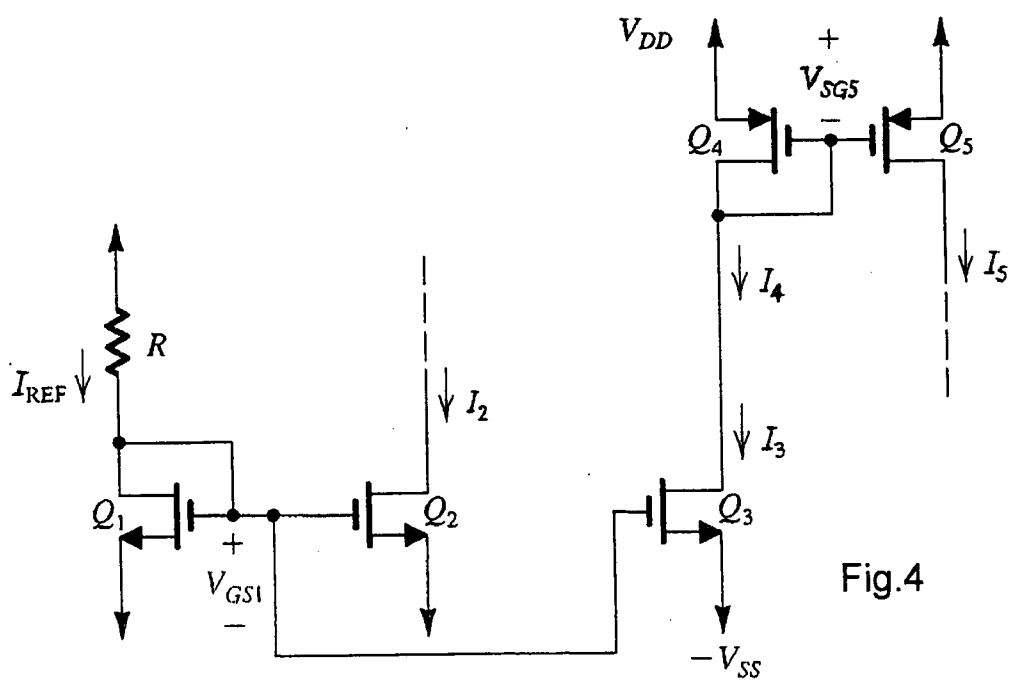 V_DD
+
V_SG5
−
Q_4
Q_5
I_4
I_5
R
I_REF
I_2
I_3
Q_1
Q_2
Q_3
+
V_GS1
−
Fig.4
−V_SS